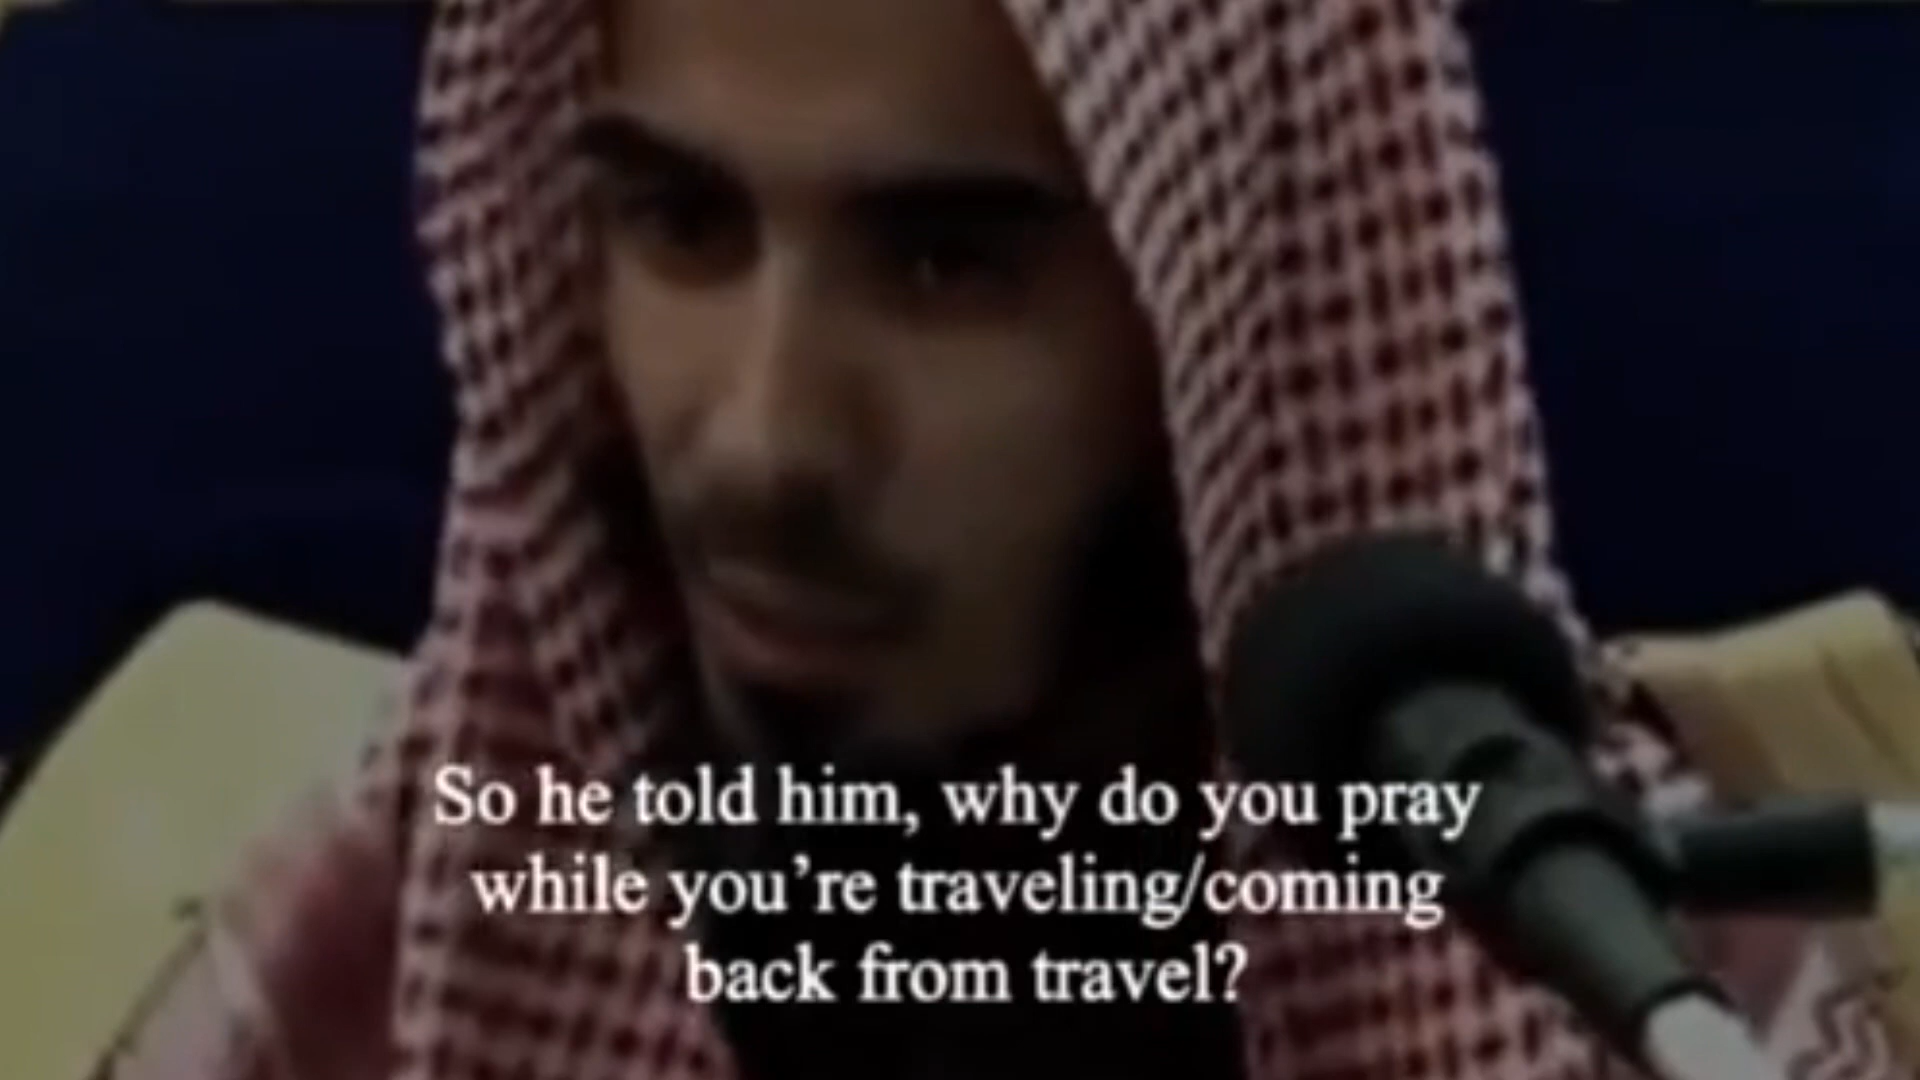 So he told him, why do you pray
while you’re traveling/coming
back from travel?